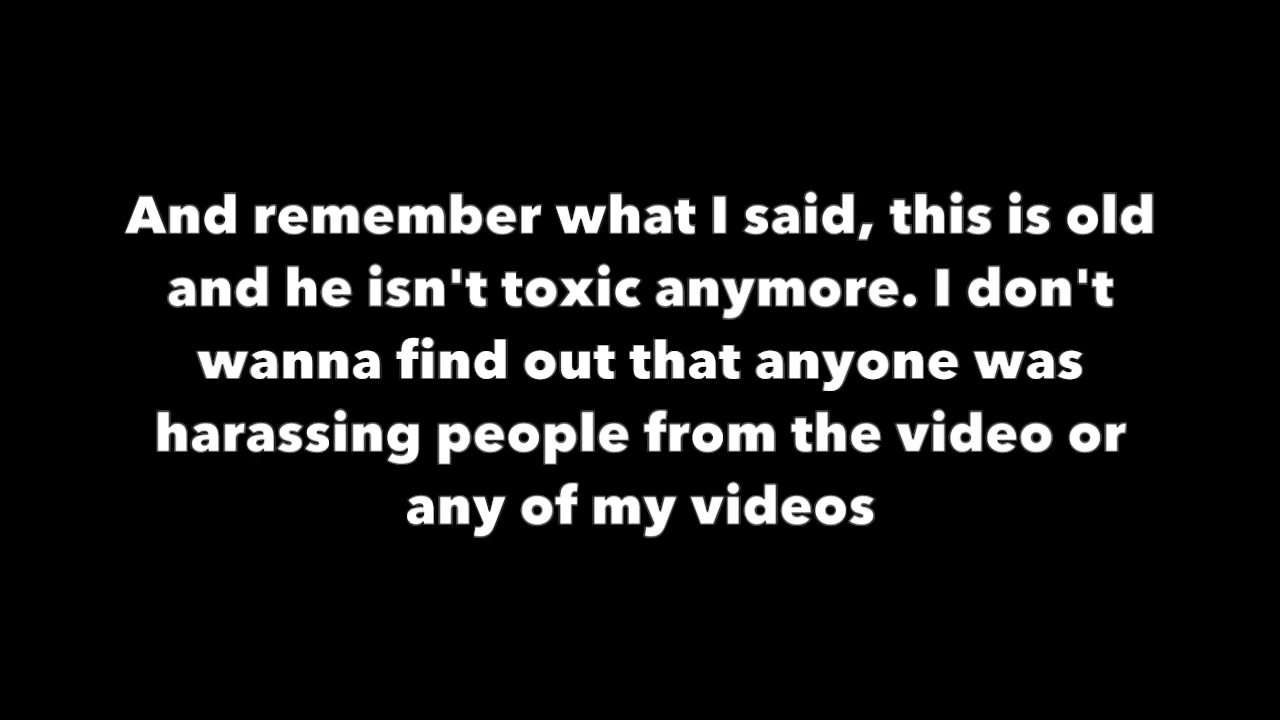 And remember what I said, this is old
and he isn't toxic anymore. I don't
wanna find out that anyone was
harassing people from the video or
any of my videos